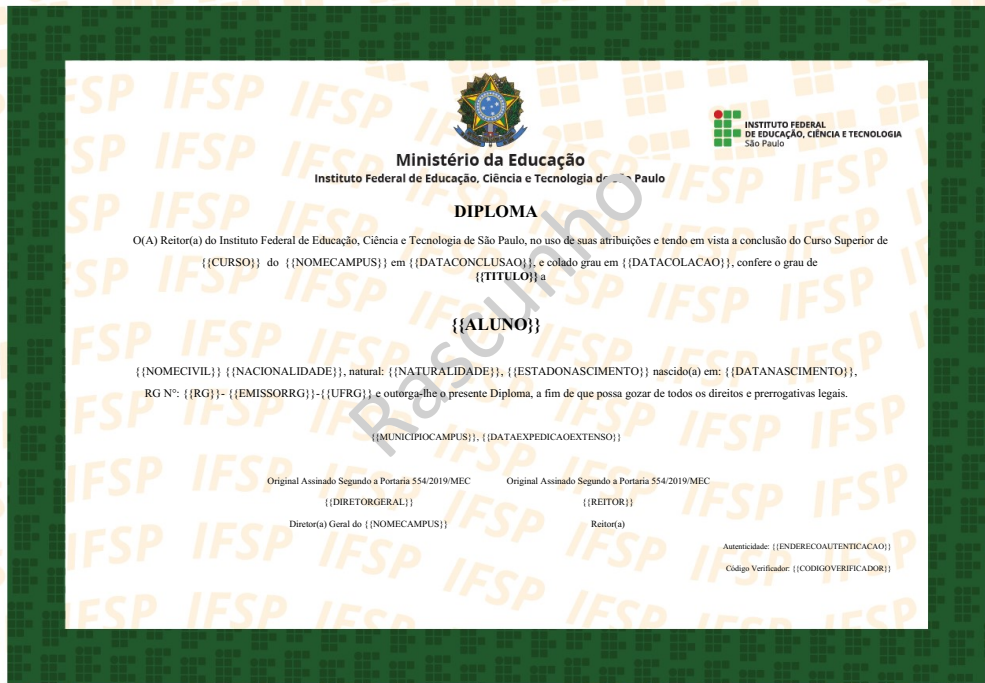 INSTITUTO FEDERAL
DE EDUCAÇÃO, CIÊNCIA E TECNOLOGIA
São Paulo
Ministério da Educação
Instituto Federal de Educação, Ciência e Tecnologia de São Paulo
DIPLOMA
O(A) Reitor(a) do Instituto Federal de Educação, Ciência e Tecnologia de São Paulo, no uso de suas atribuições e tendo em vista a conclusão do Curso Superior de
{{CURSO}} do {{NOMECAMPUS}} em {{DATACONCLUSAO}}, e colado grau em {{DATACOLACAO}}, confere o grau de
{{TITULO}} a
{{ALUNO}}
{{NOMECIVIL}} {{NACIONALIDADE}}, natural: {{NATURALIDADE}}, {{ESTADONASCIMENTO}} nascido(a) em: {{DATANASCIMENTO}},
RG N°: {{RG}}- {{EMISSORRG}}-{{UFRG}} e outorga-lhe o presente Diploma, a fim de que possa gozar de todos os direitos e prerrogativas legais.
Rascunho
{{MUNICIPIOCAMPUS}}, {{DATAEXPEDICAOEXTENSO}}
Original Assinado Segundo a Portaria 554/2019/MEC
{{DIRETORGERAL}}
Diretor(a) Geral do {{NOMECAMPUS}}
Original Assinado Segundo a Portaria 554/2019/MEC
{{REITOR}}
Reitor(a)
Autenticidade: {{ENDERECOAUTENTICACAO}}
Código Verificador: {{CODIGOVERIFICADOR}}